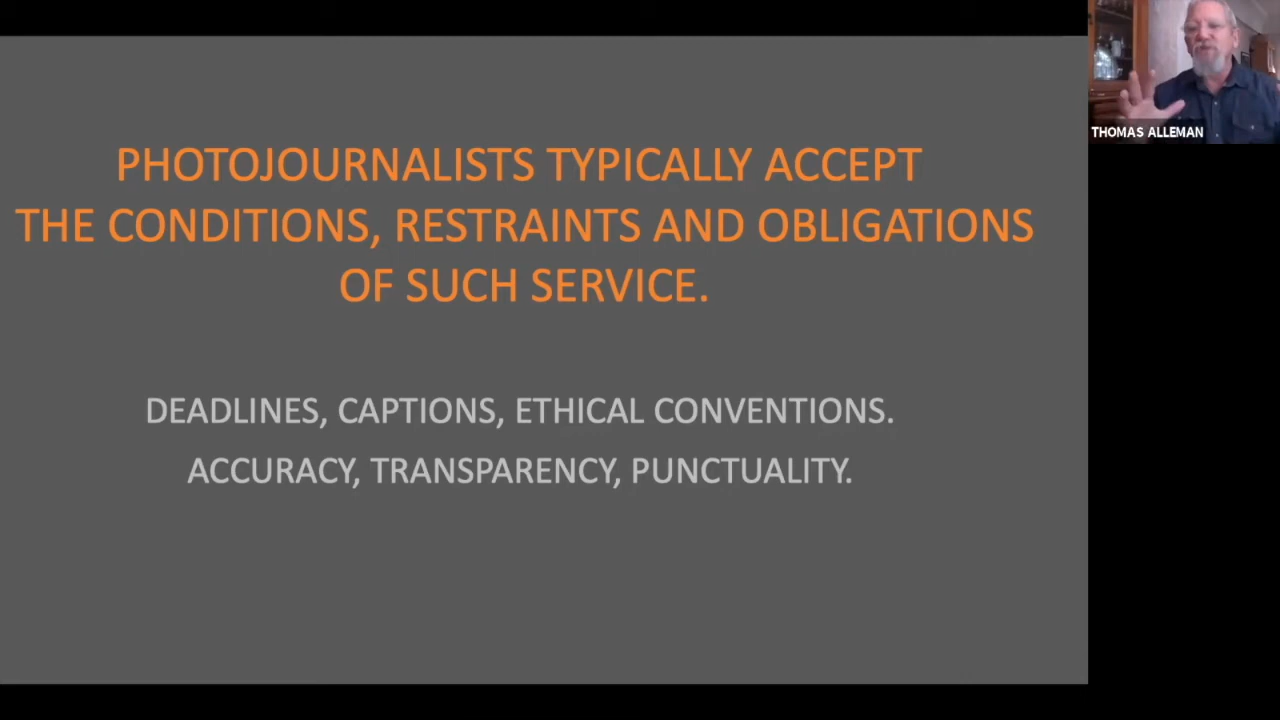 PHOTOJOURNALISTS TYPICALLY ACCEPT
THE CONDITIONS, RESTRAINTS AND OBLIGATIONS
OF SUCH SERVICE.
DEADLINES, CAPTIONS, ETHICAL CONVENTIONS.
ACCURACY, TRANSPARENCY, PUNCTUALITY.
THOMAS ALLEMAN